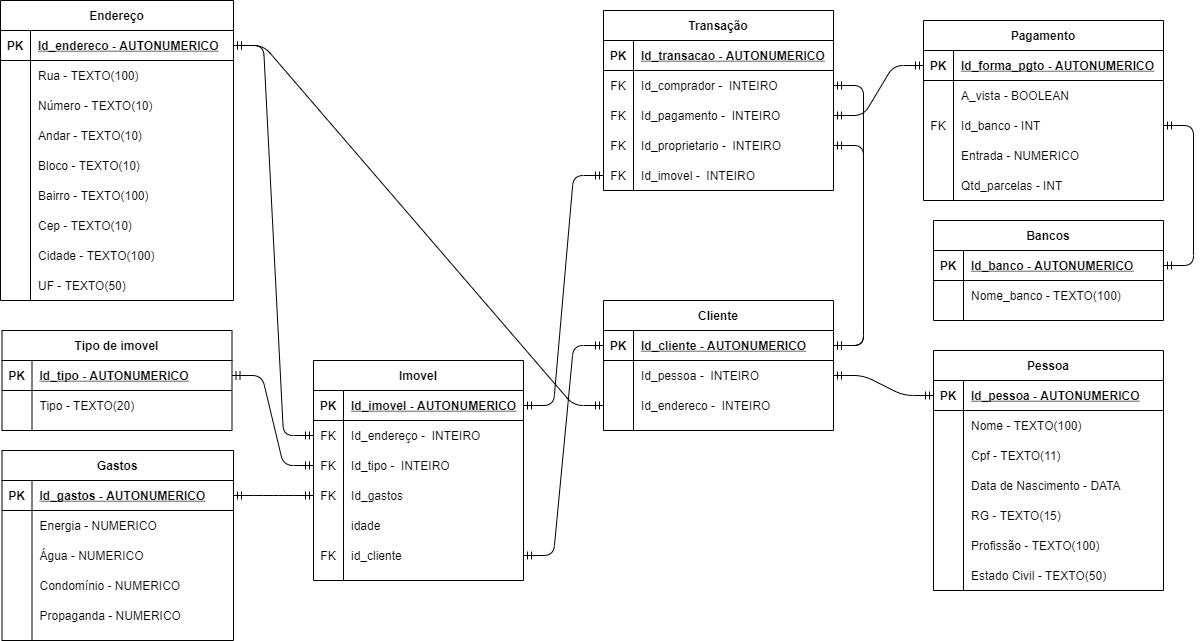 Endereço
PK Id_endereco - AUTONUMERICO
Rua - TEXTO(100)
Número - TEXTO(10)
Andar - TEXTO(10)
Bloco - TEXTO(10)
Bairro - TEXTO(100)
Cep - TEXTO(10)
Cidade - TEXTO(100)
UF - TEXTO(50)
Tipo de imovel
PK Id_tipo - AUTONUMERICO
Tipo - TEXTO(20)
Gastos
PK Id_gastos - AUTONUMERICO
Energia - NUMERICO
Água - NUMERICO
Condomínio - NUMERICO
Propaganda - NUMERICO
Imovel
PK Id_imovel - AUTONUMERICO
FK Id_endereço - INTEIRO
FK Id_tipo - INTEIRO
FK Id_gastos
idade
FK id_cliente
Transação
PK Id_transacao - AUTONUMERICO
FK Id_comprador - INTEIRO
FK Id_pagamento - INTEIRO
FK Id_proprietario - INTEIRO
FK Id_imovel - INTEIRO
Cliente
PK Id_cliente - AUTONUMERICO
Id_pessoa - INTEIRO
Id_endereco - INTEIRO
Pagamento
PK Id_forma_pgto - AUTONUMERICO
A_vista - BOOLEAN
FK Id_banco - INT
Entrada - NUMERICO
Qtd_parcelas - INT
Bancos
PK Id_banco - AUTONUMERICO
Nome_banco - TEXTO(100)
Pessoa
PK Id_pessoa - AUTONUMERICO
Nome - TEXTO(100)
Cpf - TEXTO(11)
Data de Nascimento - DATA
RG - TEXTO(15)
Profissão - TEXTO(100)
Estado Civil - TEXTO(50)